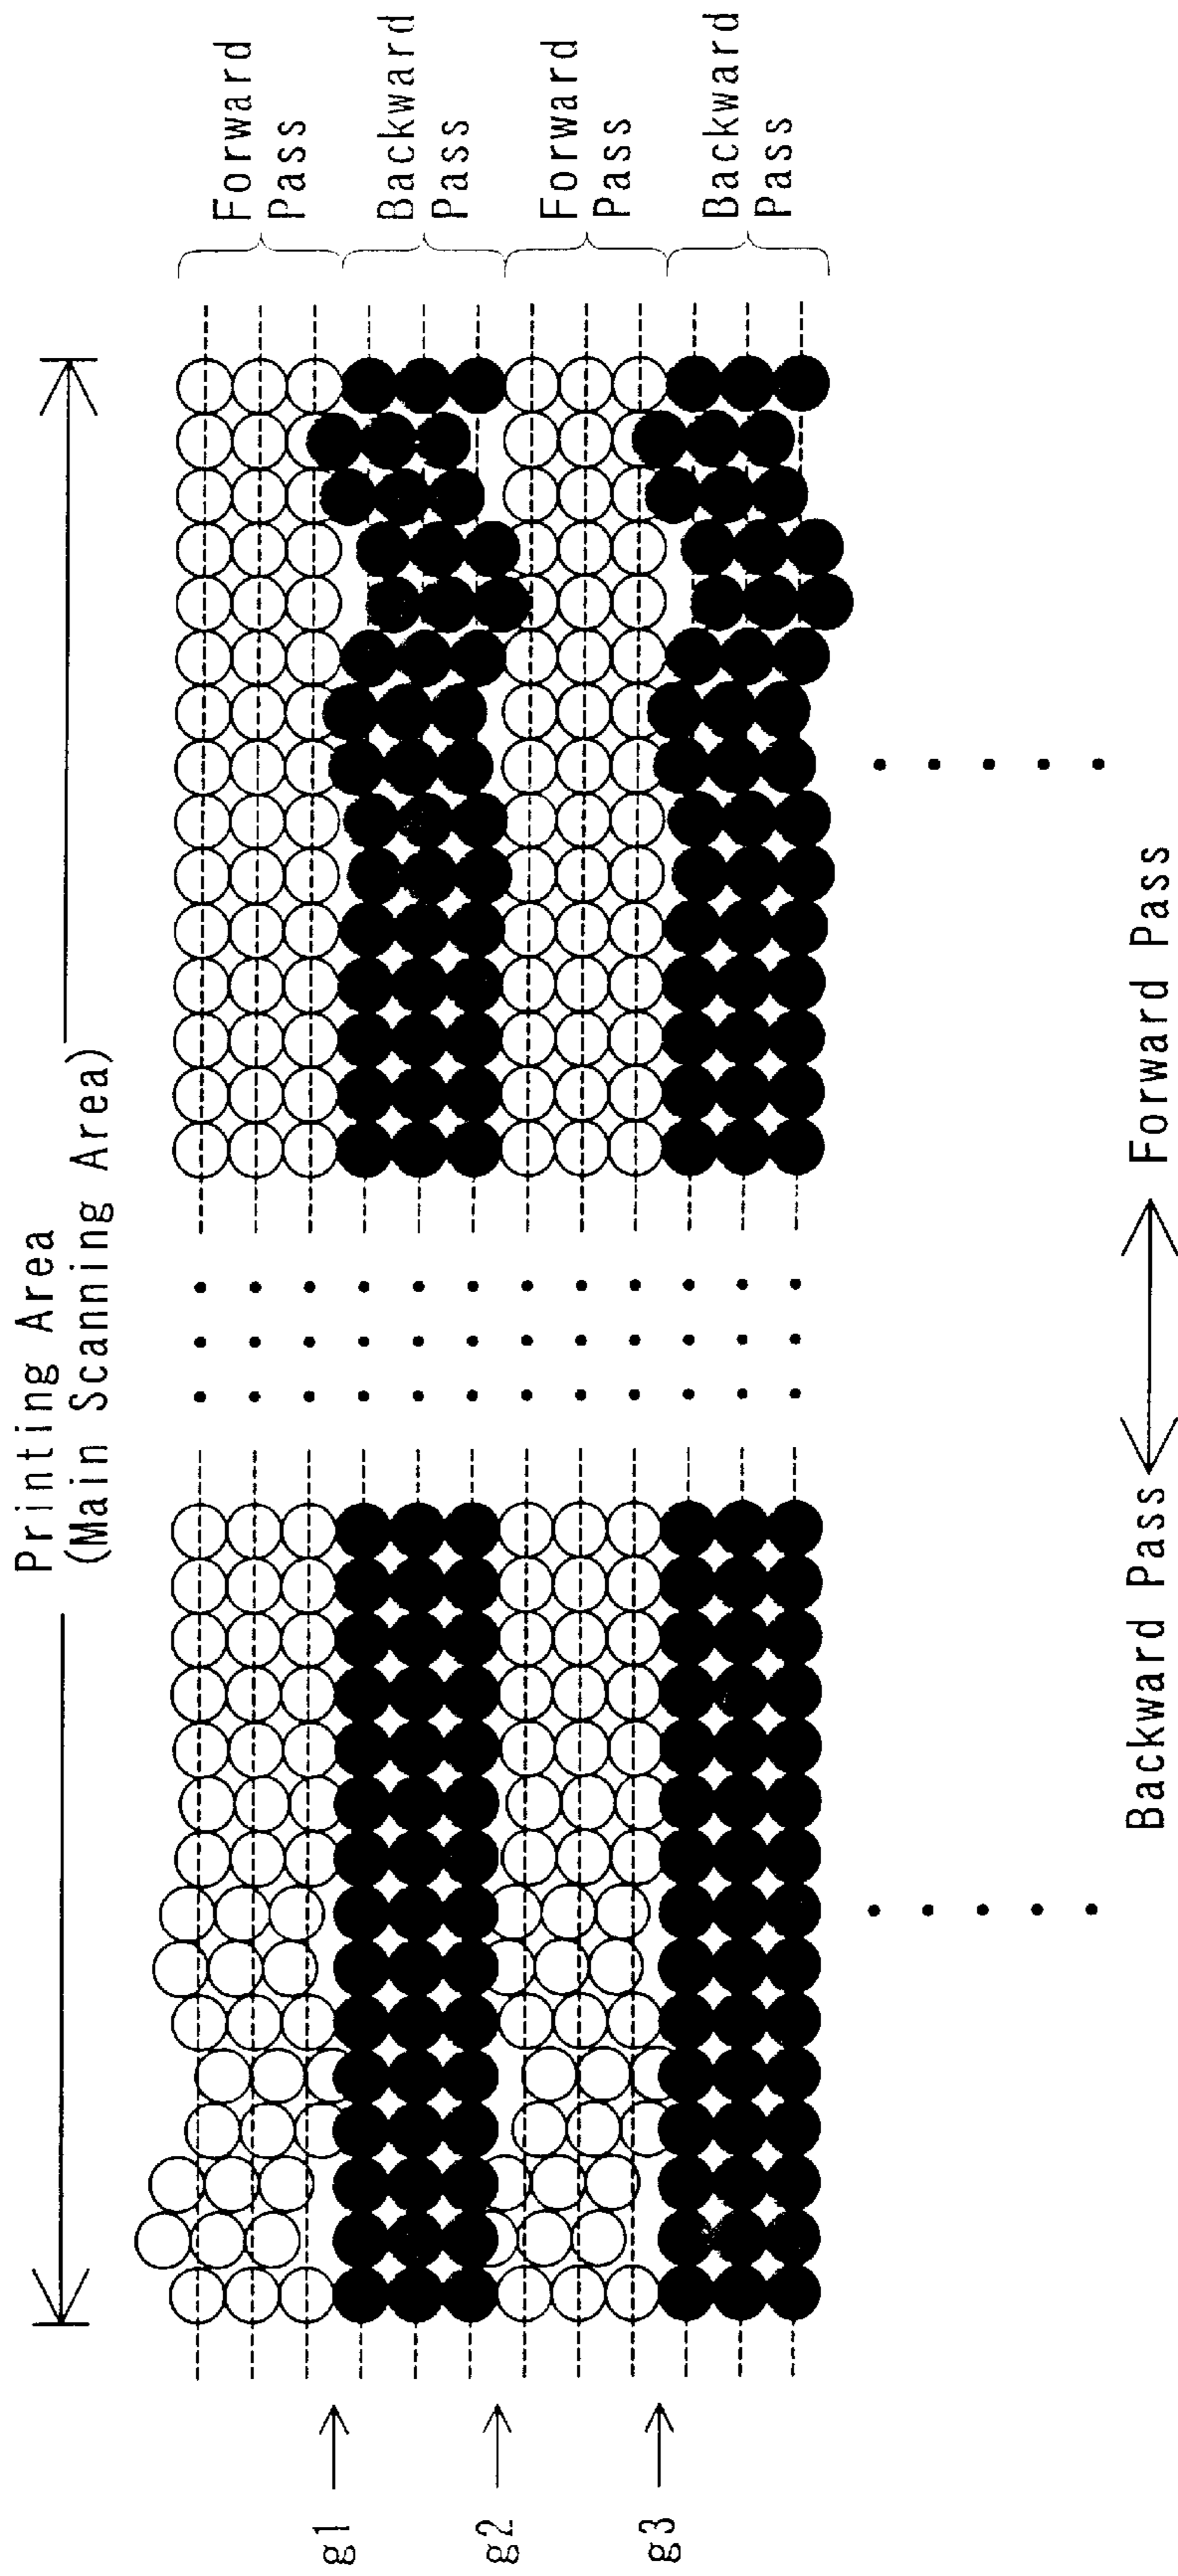 Printing Area
(Main Scanning Area)
Forward
Pass
Backward
Pass
Forward
Pass
Backward
Pass
g1
g2
g3
Backward Pass
Forward Pass